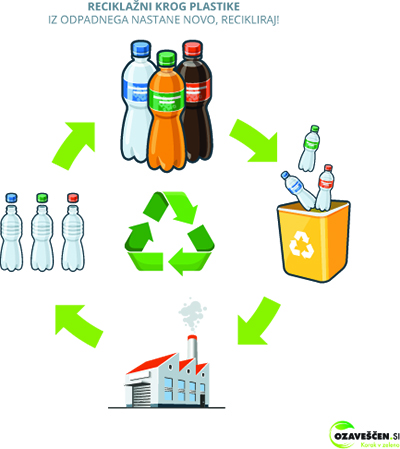 RECIKLAŽNI KROG PLASTIKE
IZ ODPADNEGA NASTANE NOVO, RECIKLIRAJ!
OZAVEŠČEN.SI